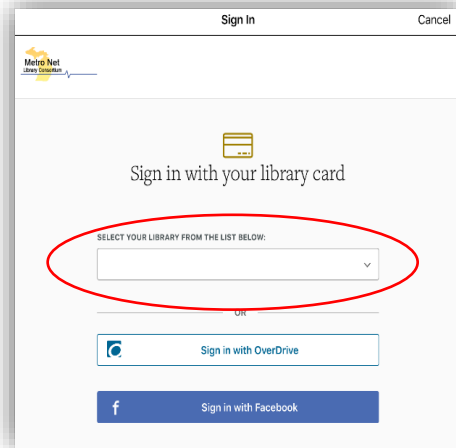 Sign In
Cancel
Metro Net
Library Consortium
Sign in with your library card
SELECT YOUR LIBRARY FROM THE LIST BELOW:
OR
Sign in with OverDrive
f
Sign in with Facebook